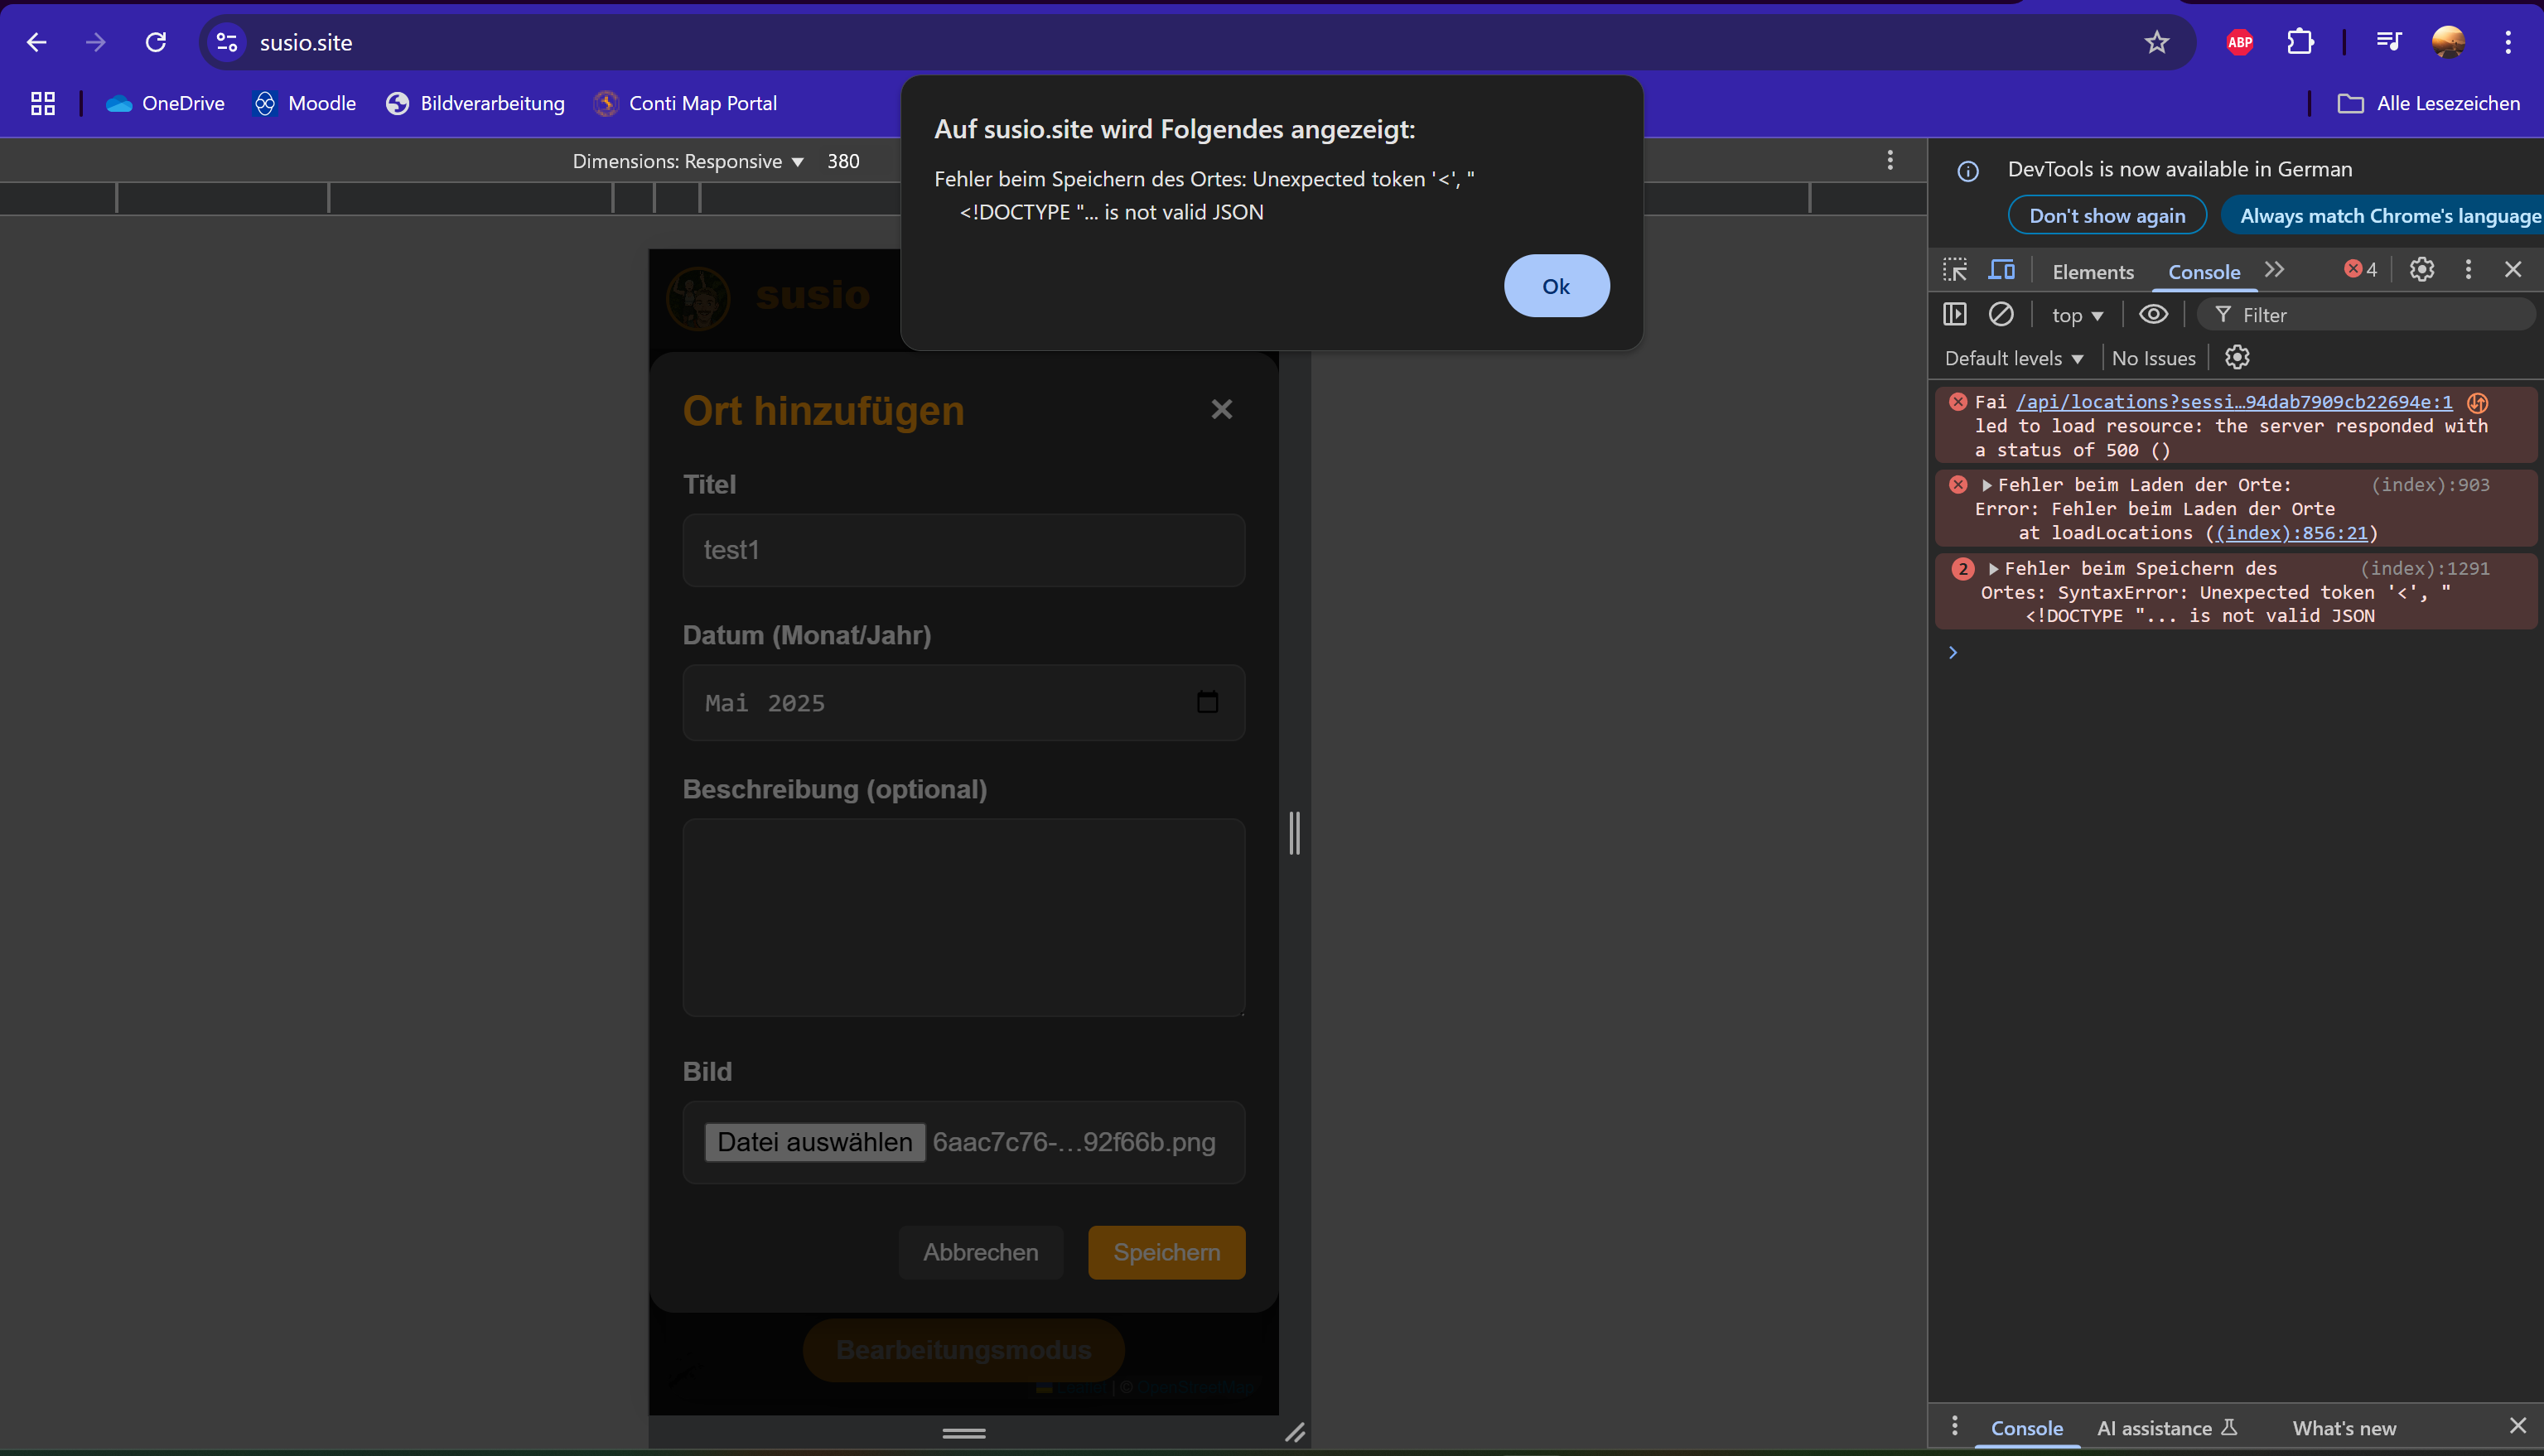 susio.site
ABP
OneDrive
Moodle
Bildverarbeitung
Conti Map Portal
Alle Lesezeichen
Auf susio.site wird Folgendes angezeigt:
Fehler beim Speichern des Ortes: Unexpected token '<', "
<!DOCTYPE "... is not valid JSON
Ok
Dimensions: Responsive
380
susio
Ort hinzufügen
Titel
test1
Datum (Monat/Jahr)
Mai 2025
Beschreibung (optional)
Bild
Datei auswählen 6aac7c76-...92f66b.png
Abbrechen
Speichern
Bearbeitungsmodus
DevTools is now available in German
Don't show again
Always match Chrome's language
Elements
Console
4
top
Filter
Default levels
No Issues
Fai /api/locations?sessi…94dab7909cb22694e:1
led to load resource: the server responded with
a status of 500 ()
Fehler beim Laden der Orte: (index):903
Error: Fehler beim Laden der Orte
at loadLocations ((index):856:21)
2 Fehler beim Speichern des (index):1291
Ortes: SyntaxError: Unexpected token '<', "
<!DOCTYPE "... is not valid JSON
Console
AI assistance
What's new